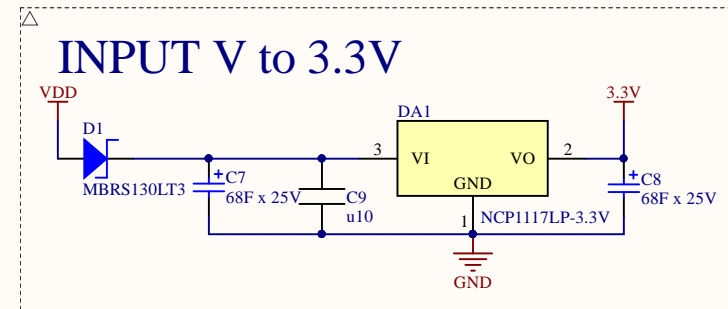 INPUT V to 3.3V
VDD
3.3V
DA1
D1
3
VI
VO
2
C7
C8
MBRS130LT3
68F x 25V
C9
68F x 25V
GND
u10
1
NCP1117LP-3.3V
GND